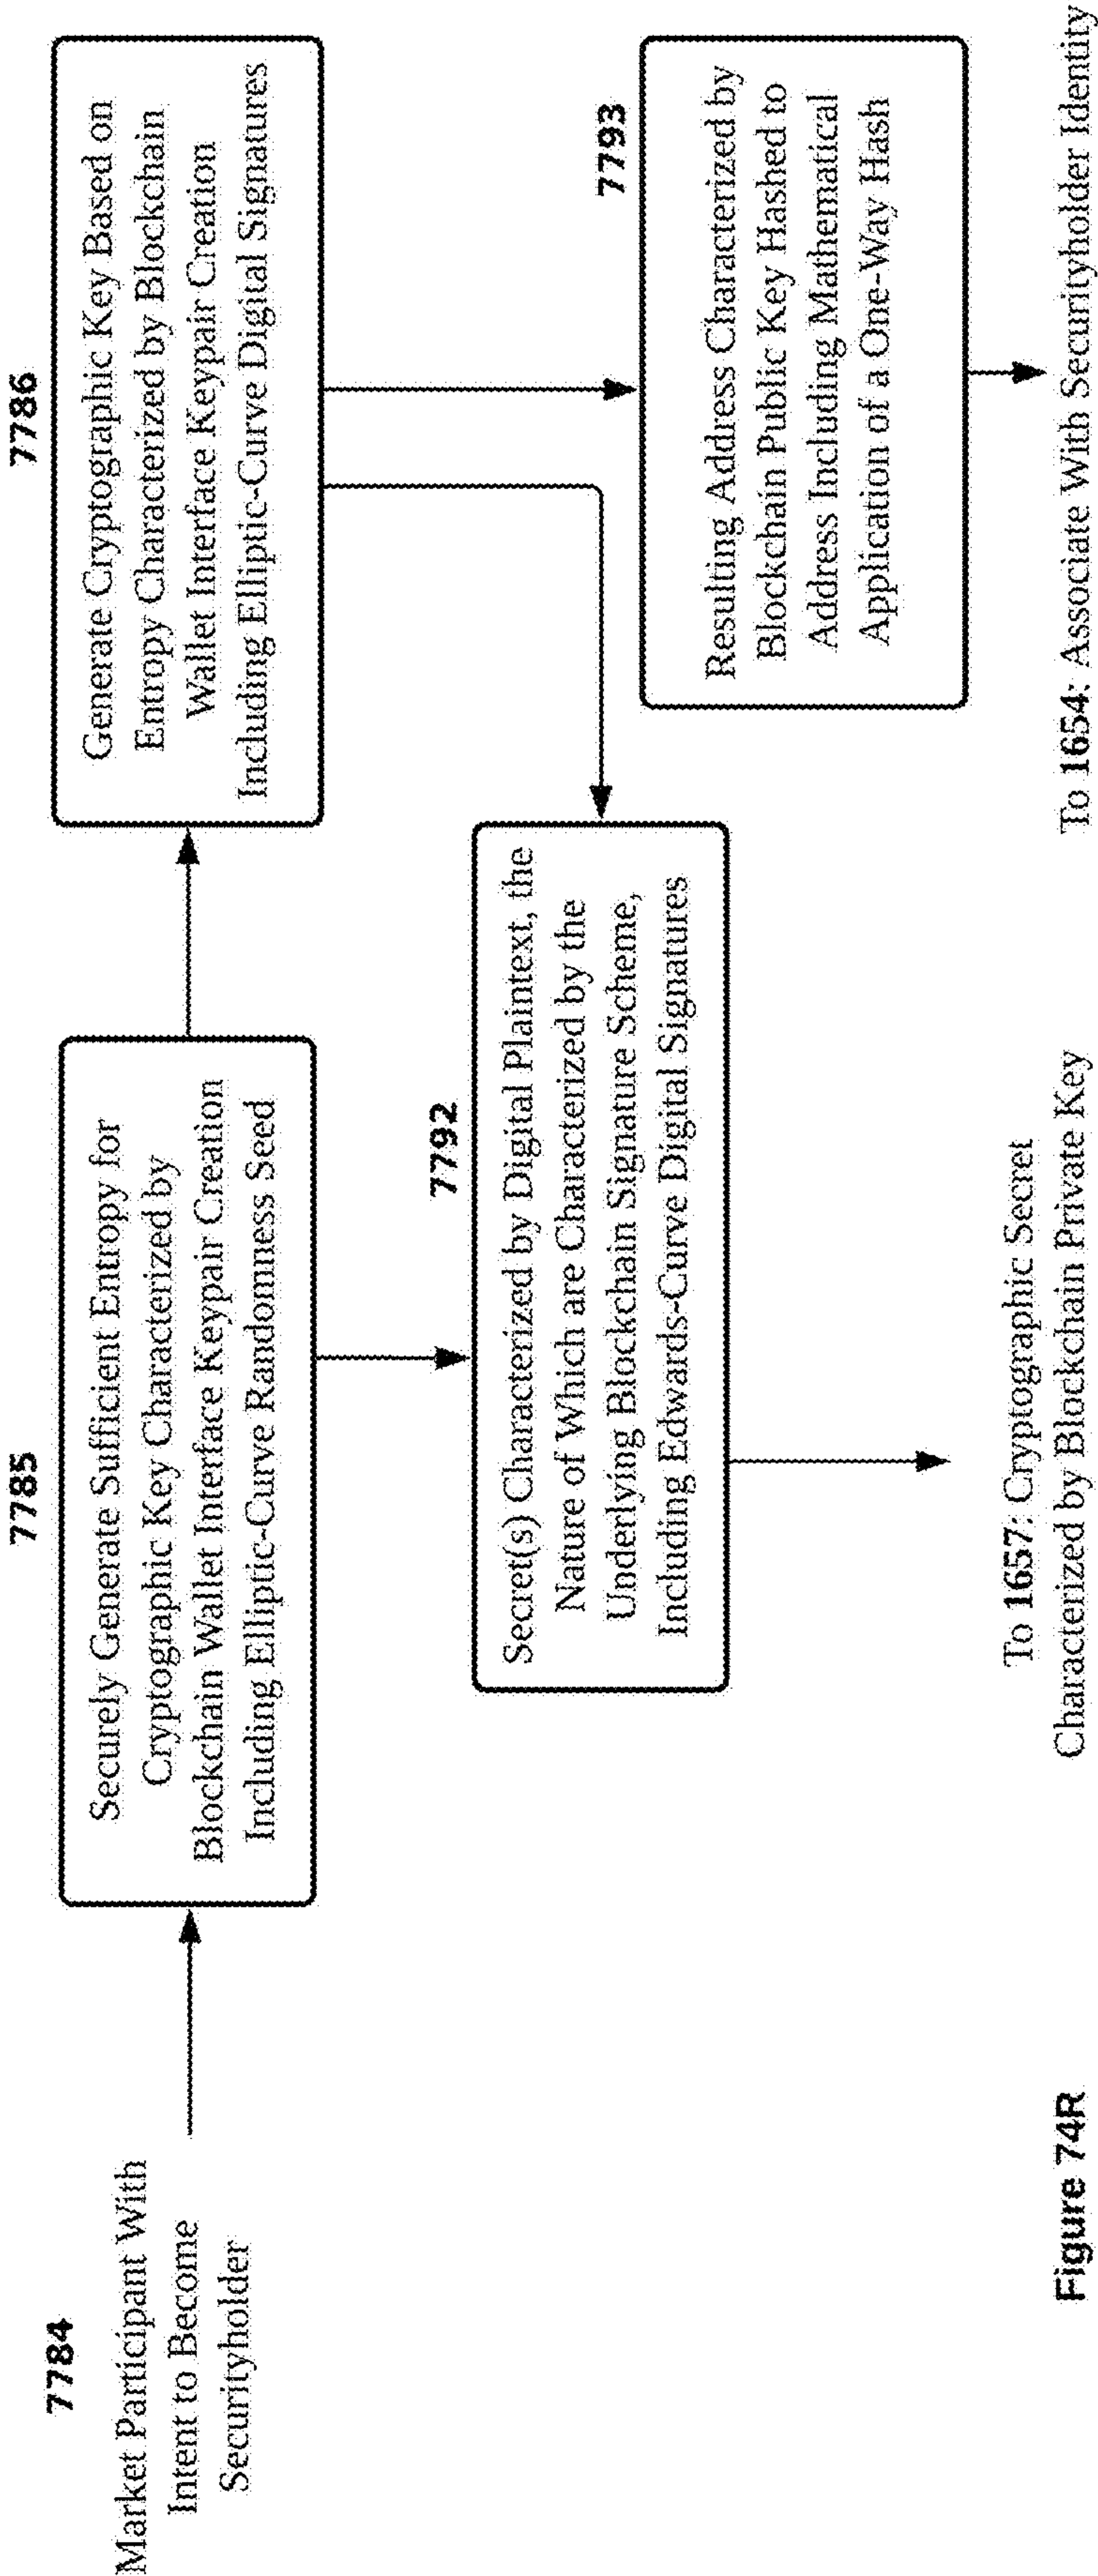 7784
Market Participant With
Intent to Become
Securityholder
7785
Securely Generate Sufficient Entropy for
Cryptographic Key Characterized by
Blockchain Wallet Interface Keypair Creation
Including Elliptic-Curve Randomness Seed
7786
Generate Cryptographic Key Based on
Entropy Characterized by Blockchain
Wallet Interface Keypair Creation
Including Elliptic-Curve Digital Signatures
7792
Secret(s) Characterized by Digital Plaintext, the
Nature of Which are Characterized by the
Underlying Blockchain Signature Scheme,
Including Edwards-Curve Digital Signatures
7793
Resulting Address Characterized by
Blockchain Public Key Hashed to
Address Including Mathematical
Application of a One-Way Hash
To 1657: Cryptographic Secret
Characterized by Blockchain Private Key
To 1654: Associate With Securityholder Identity
Figure 74R